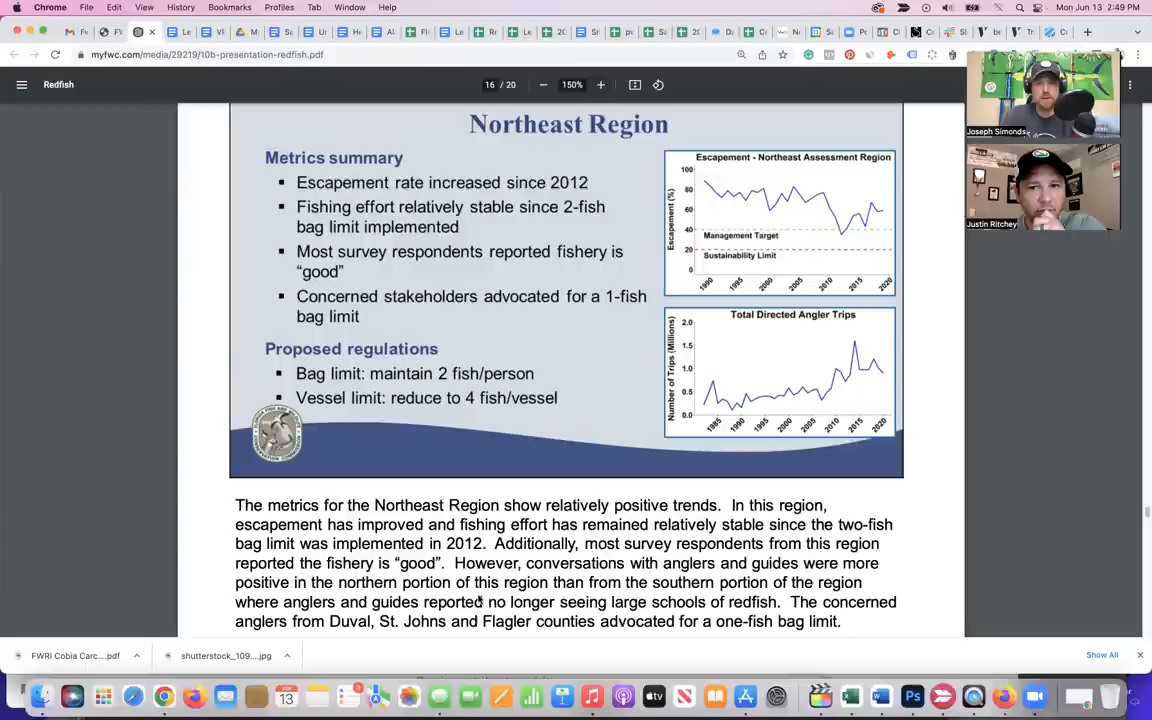 Chrome File Edit View History Bookmarks Profiles Tab Window Help Mon Jun 13 2:49 PM
myfwc.com/media/29219/10b-presentation-redfish.pdf
Redfish 16 / 20 150%
Joseph Simonds
Justin Ritchey
Northeast Region
Metrics summary
Escapement rate increased since 2012
Fishing effort relatively stable since 2-fish
bag limit implemented
Most survey respondents reported fishery is
“good”
Concerned stakeholders advocated for a 1-fish
bag limit
Proposed regulations
Bag limit: maintain 2 fish/person
Vessel limit: reduce to 4 fish/vessel
Escapement - Northeast Assessment Region
Escapement (%)
100
80
60
40
20
0
Management Target
Sustainability Limit
1990 1995 2000 2005 2010 2015 2020
Total Directed Angler Trips
Number of Trips (Millions)
2.0
1.5
1.0
0.5
0.0
1985 1990 1995 2000 2005 2010 2015 2020
The metrics for the Northeast Region show relatively positive trends. In this region,
escapement has improved and fishing effort has remained relatively stable since the two-fish
bag limit was implemented in 2012. Additionally, most survey respondents from this region
reported the fishery is “good”. However, conversations with anglers and guides were more
positive in the northern portion of this region than from the southern portion of the region
where anglers and guides reported no longer seeing large schools of redfish. The concerned
anglers from Duval, St. Johns and Flagler counties advocated for a one-fish bag limit.
FWRI Cobia Carc....pdf shutterstock_109....jpg Show All